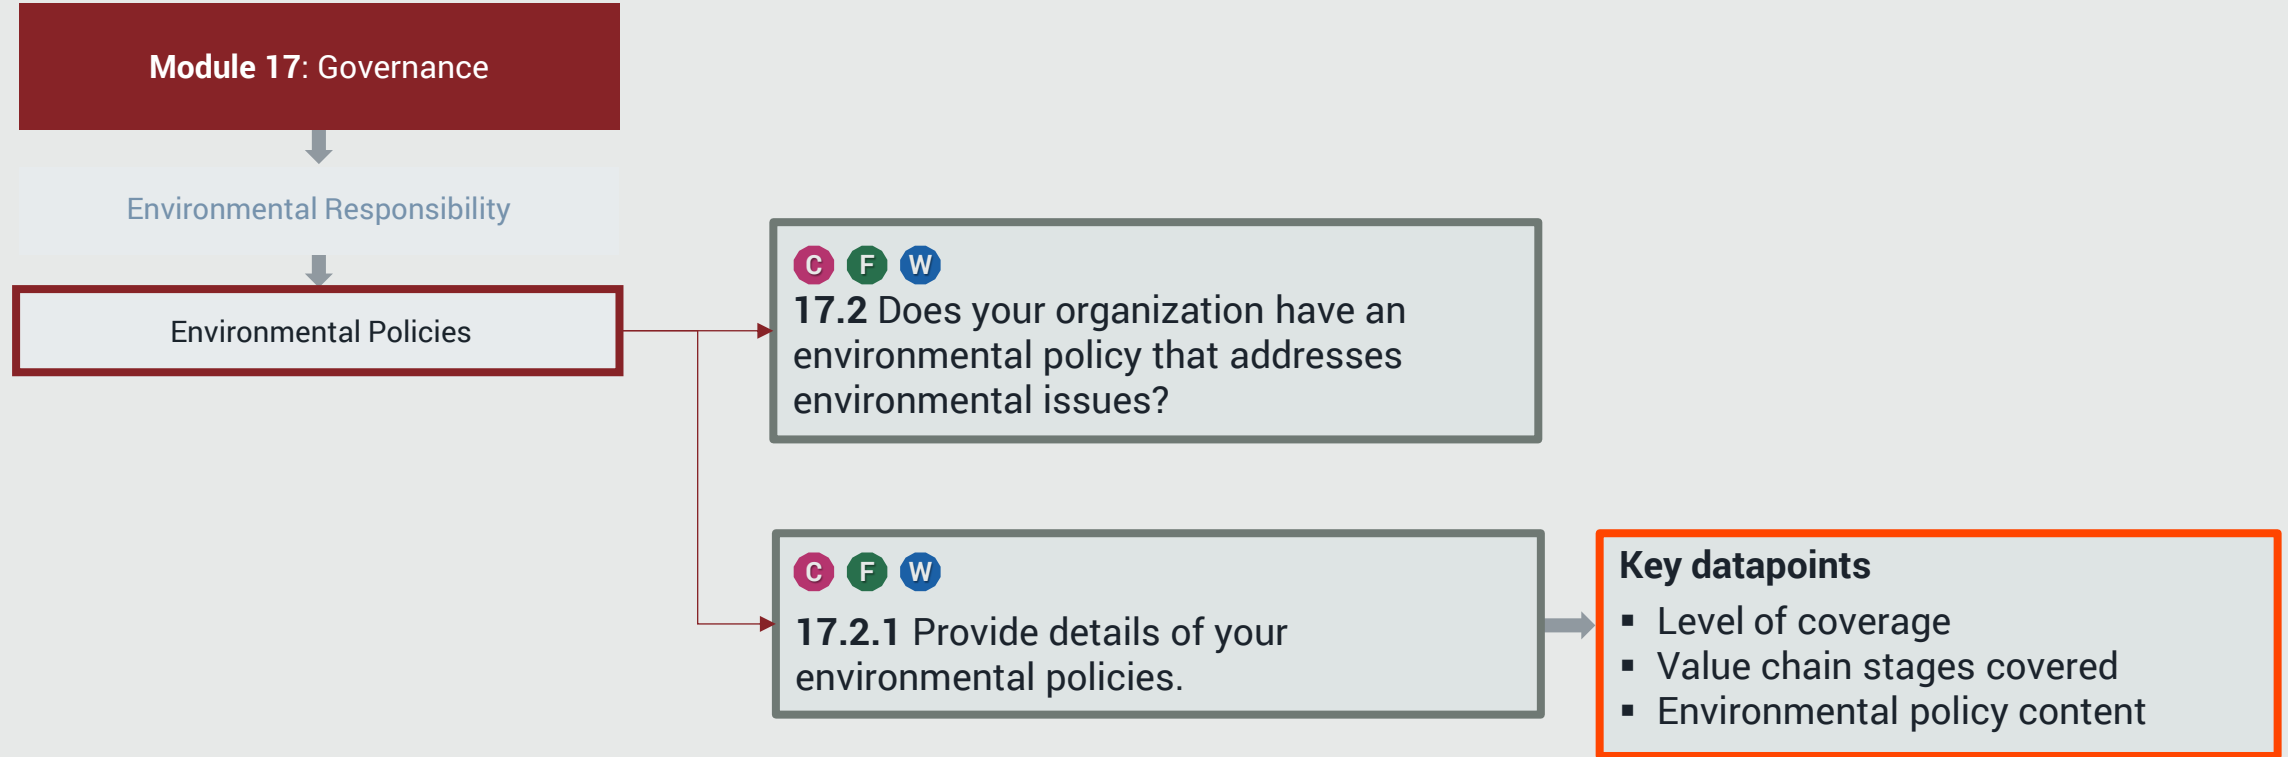 Module 17: Governance
Environmental Responsibility
Environmental Policies
C F W
17.2 Does your organization have an
environmental policy that addresses
environmental issues?
C F W
17.2.1 Provide details of your
environmental policies.
Key datapoints
▪ Level of coverage
▪ Value chain stages covered
▪ Environmental policy content